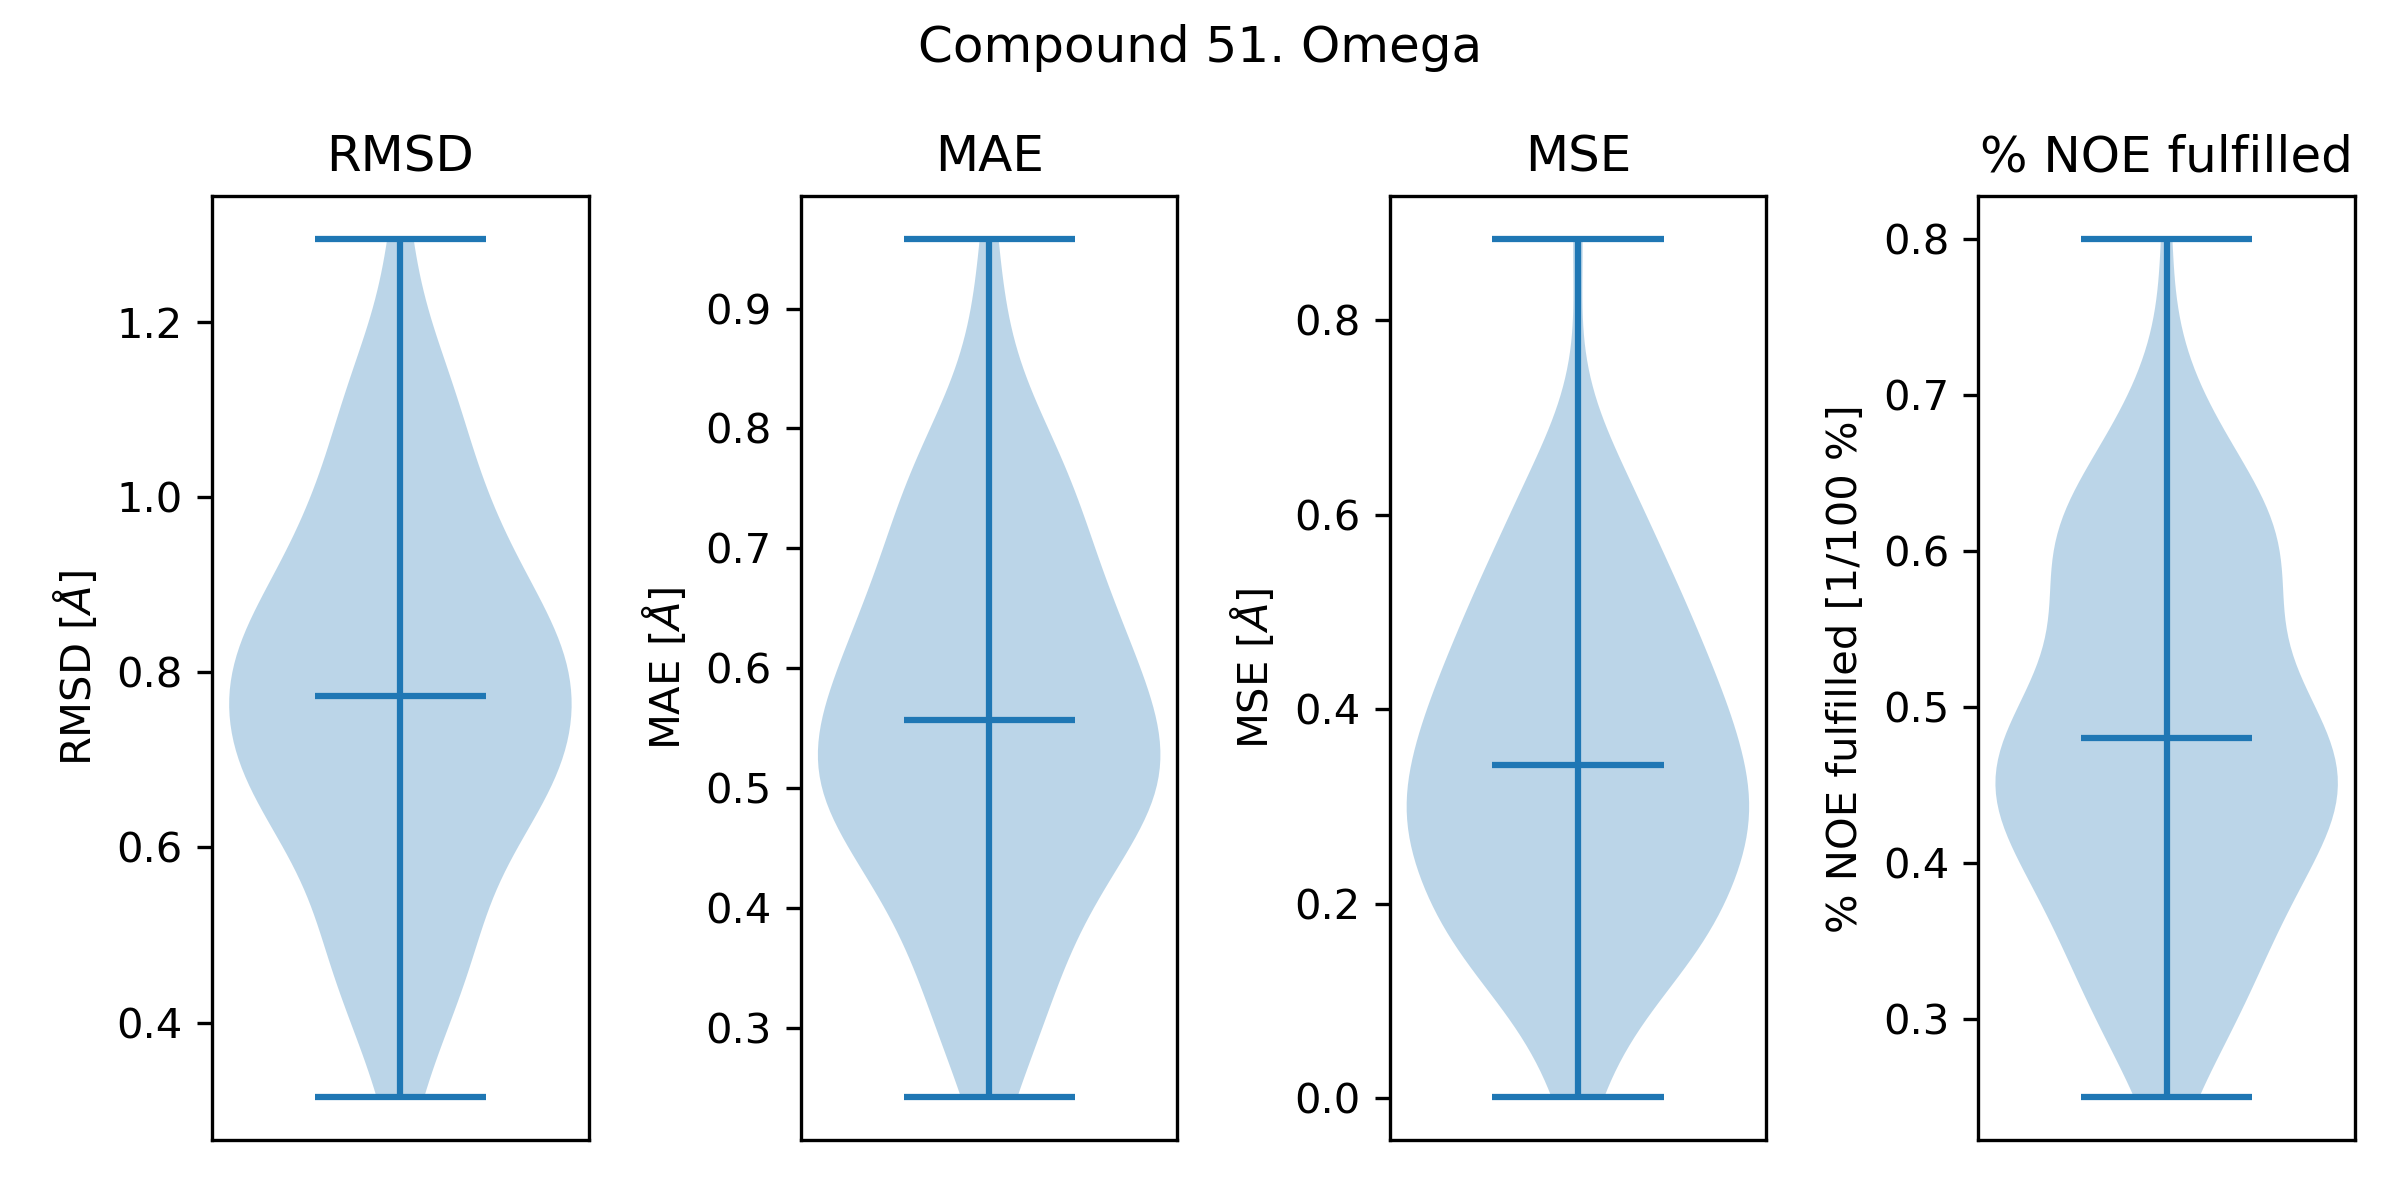 Compound 51. Omega
RMSD
MAE
MSE
% NOE fulfilled
RMSD [Å]
1.2
1.0
0.8
0.6
0.4
MAE [Å]
0.9
0.8
0.7
0.6
0.5
0.4
0.3
MSE [Å]
0.8
0.6
0.4
0.2
0.0
% NOE fulfilled [1/100 %]
0.8
0.7
0.6
0.5
0.4
0.3